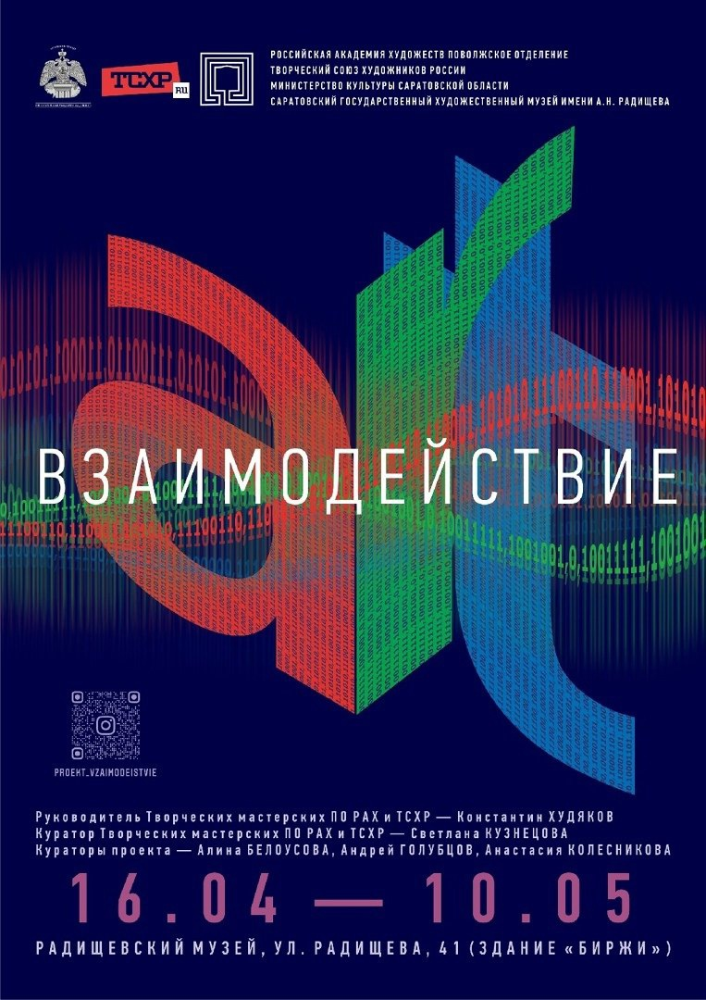 РОССИЙСКАЯ АКАДЕМИЯ ХУДОЖЕСТВ ПОВОЛЖСКОЕ ОТДЕЛЕНИЕ
ТВОРЧЕСКИЙ СОЮЗ ХУДОЖНИКОВ РОССИИ
МИНИСТЕРСТВО КУЛЬТУРЫ САРАТОВСКОЙ ОБЛАСТИ
САРАТОВСКИЙ ГОСУДАРСТВЕННЫЙ ХУДОЖЕСТВЕННЫЙ МУЗЕЙ ИМЕНИ А.Н. РАДИЩЕВА
ТСХР
RU
art
ВЗАИМОДЕЙСТВИЕ
PROEKT_VZAIMODEISTVIE
Руководитель Творческих мастерских ПО РАХ и ТСХР — Константин ХУДЯКОВ
Куратор Творческих мастерских ПО РАХ и ТСХР — Светлана КУЗНЕЦОВА
Кураторы проекта — Алина БЕЛОУСОВА, Андрей ГОЛУБЦОВ, Анастасия КОЛЕСНИКОВА
16.04 — 10.05
РАДИЩЕВСКИЙ МУЗЕЙ, УЛ. РАДИЩЕВА, 41 (ЗДАНИЕ «БИРЖИ»)